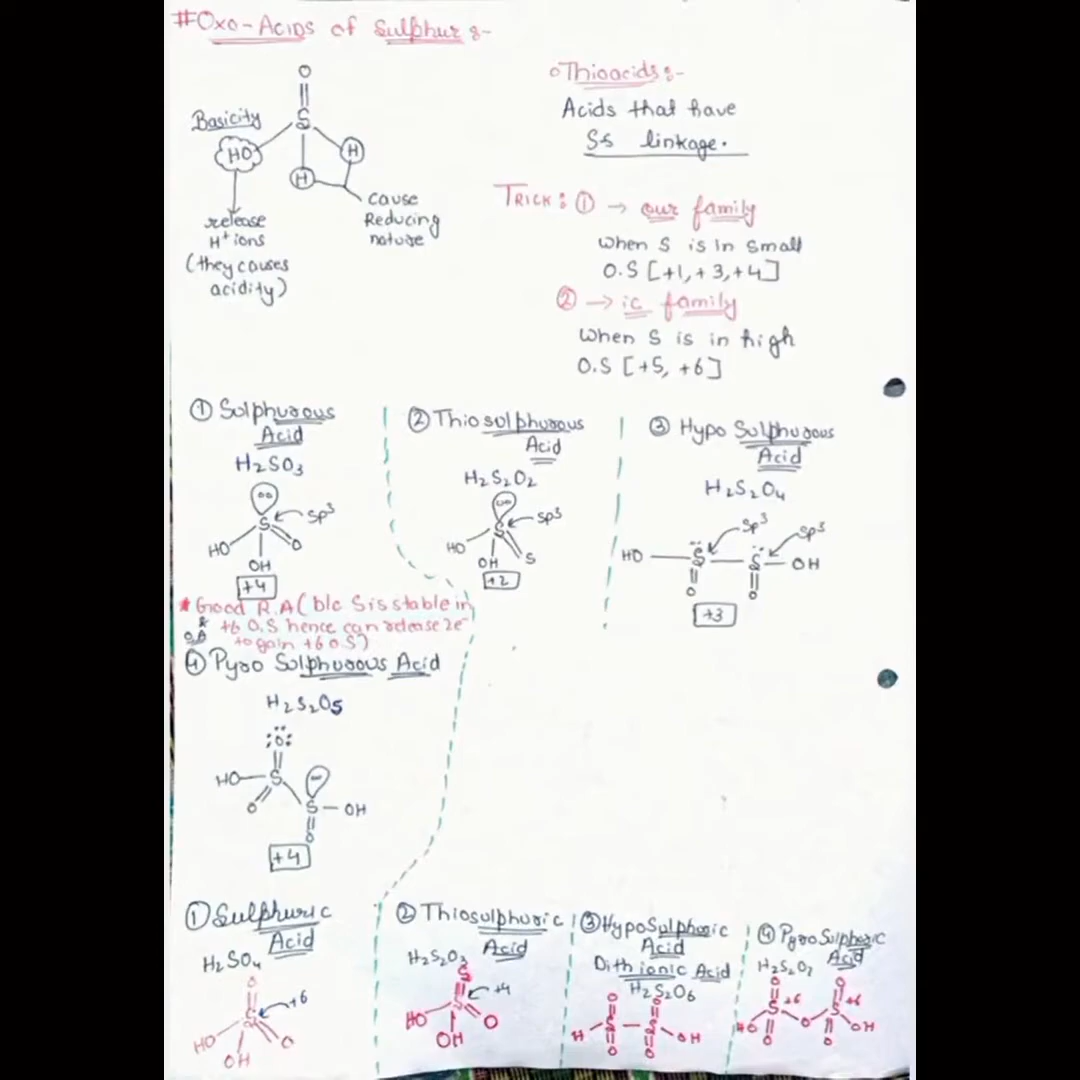 #Oxo-Acids of Sulphur :-
O
S
Basicity
HO
H
H
release
H+ ions
(they causes
acidity)
cause
Reducing
nature
Thioacids :-
Acids that have
S-S linkage.
Trick : ① → our family
When S is in small
O.S [+1, +3, +4]
② → ic family
When S is in high
O.S [+5, +6]
① Sulphurous
Acid
H2SO3
S ← Sp3
HO
O
OH
+4
* Good R.A ( b/c S is stable in
+6 O.S hence can release 2e-
to gain +6 O.S)
② Thiosulphurous
Acid
H2S2O2
S ← Sp3
HO
OH
S
+2
③ Hypo Sulphurous
Acid
H2S2O4
Sp3
Sp3
HO — S — S — OH
O
O
+3
④ Pyro Sulphurous Acid
H2S2O5
:O:
HO — S
O
S — OH
O
+4
① Sulphuric
Acid
H2SO4
O
S ← +6
HO
O
OH
② Thiosulphuric
Acid
H2S2O3
S
S ← +4
HO
O
OH
③ Hypo Sulphuric
Acid
Dithionic Acid
H2S2O6
O
O
H
S — S
OH
O
O
④ Pyro Sulphuric
Acid
H2S2O7
O
O
+6
+6
S
O
S
HO
OH
O
O